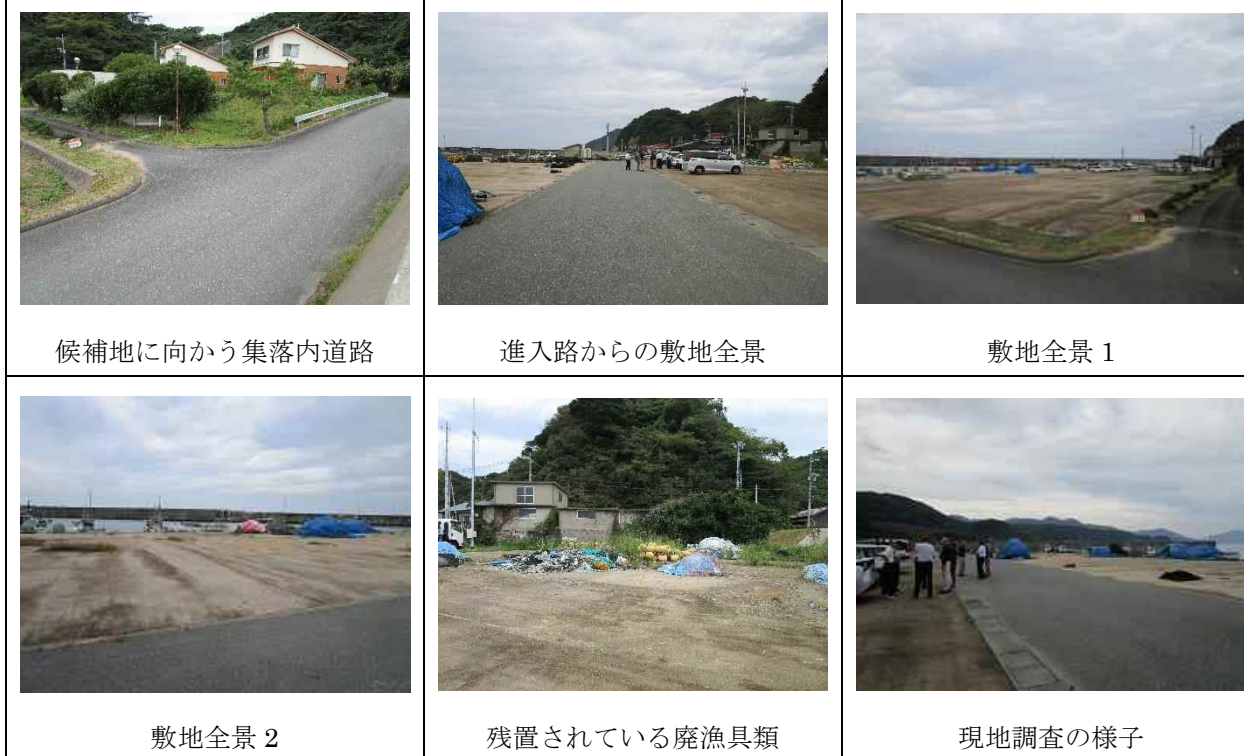 候補地に向かう集落内道路
進入路からの敷地全景
敷地全景 1
敷地全景 2
残置されている廃漁具類
現地調査の様子